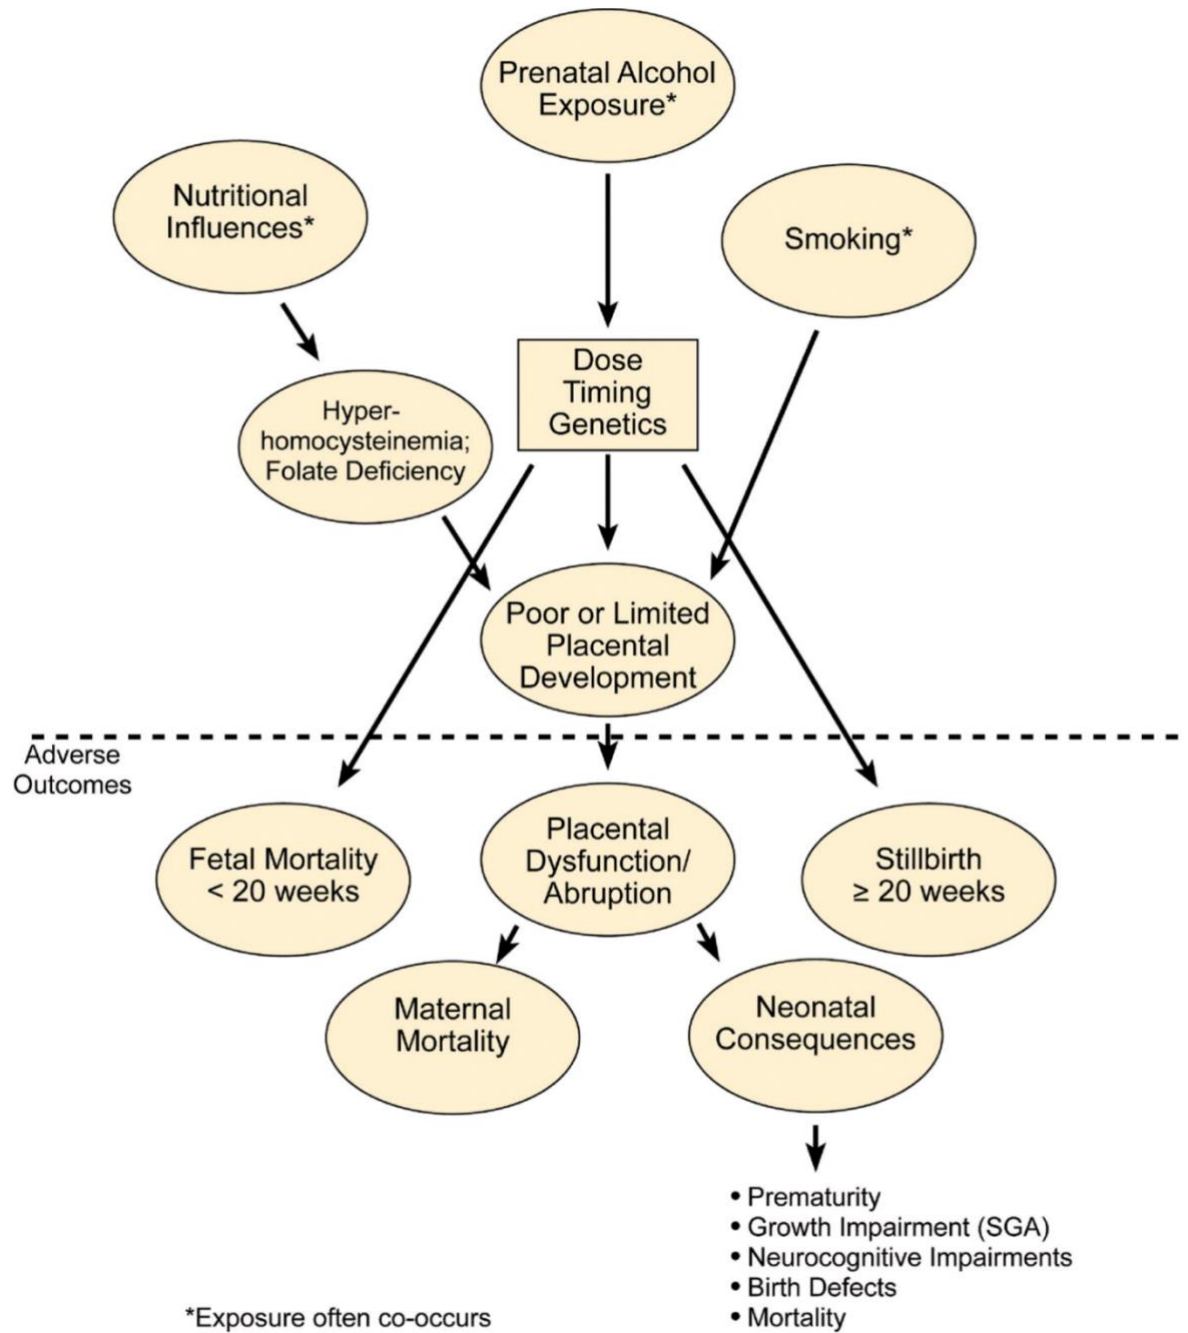 Prenatal Alcohol
Exposure*
Nutritional
Influences*
Smoking*
Dose
Timing
Genetics
Hyper-
homocysteinemia;
Folate Deficiency
Poor or Limited
Placental
Development
Adverse
Outcomes
Fetal Mortality
< 20 weeks
Placental
Dysfunction/
Abruption
Stillbirth
≥ 20 weeks
Maternal
Mortality
Neonatal
Consequences
• Prematurity
• Growth Impairment (SGA)
• Neurocognitive Impairments
• Birth Defects
• Mortality
*Exposure often co-occurs